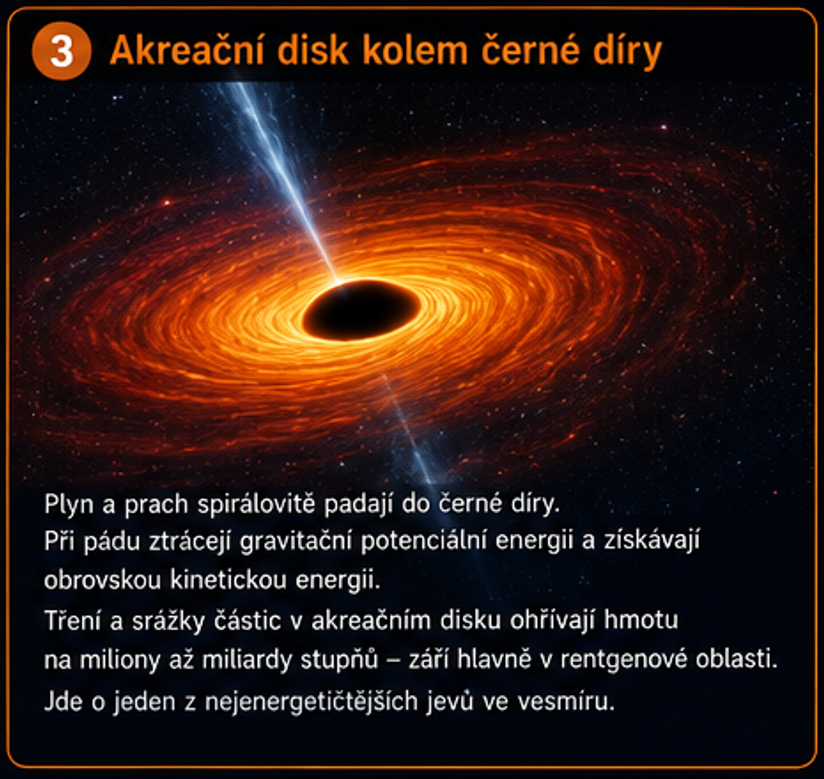 3 Akreační disk kolem černé díry
Plyn a prach spirálovitě padají do černé díry.
Při pádu ztrácejí gravitační potenciální energii a získávají
obrovskou kinetickou energii.
Tření a srážky částic v akreačním disku ohřívají hmotu
na miliony až miliardy stupňů – září hlavně v rentgenové oblasti.
Jde o jeden z nejenergetičtějších jevů ve vesmíru.